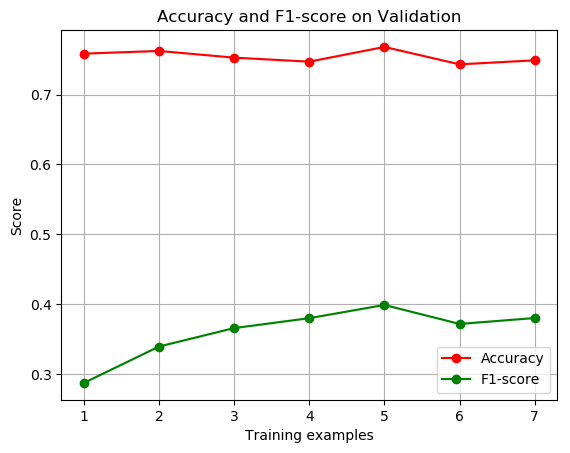 Accuracy and F1-score on Validation
Score
0.7
0.6
0.5
0.4
0.3
Accuracy
F1-score
1 2 3 4 5 6 7
Training examples